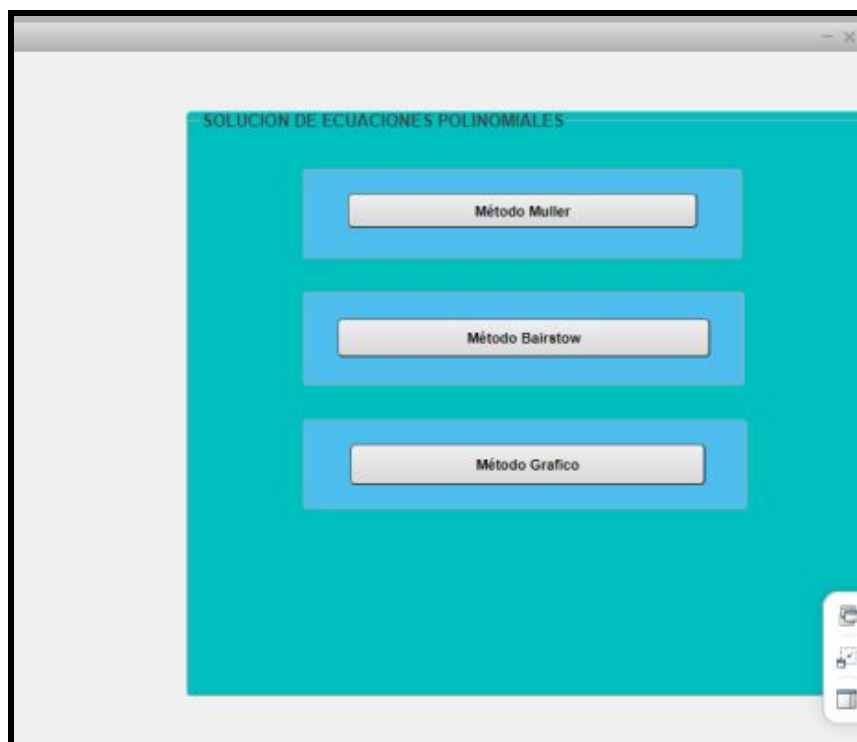 SOLUCION DE ECUACIONES POLINOMIALES
Método Muller
Método Bairstow
Método Grafico